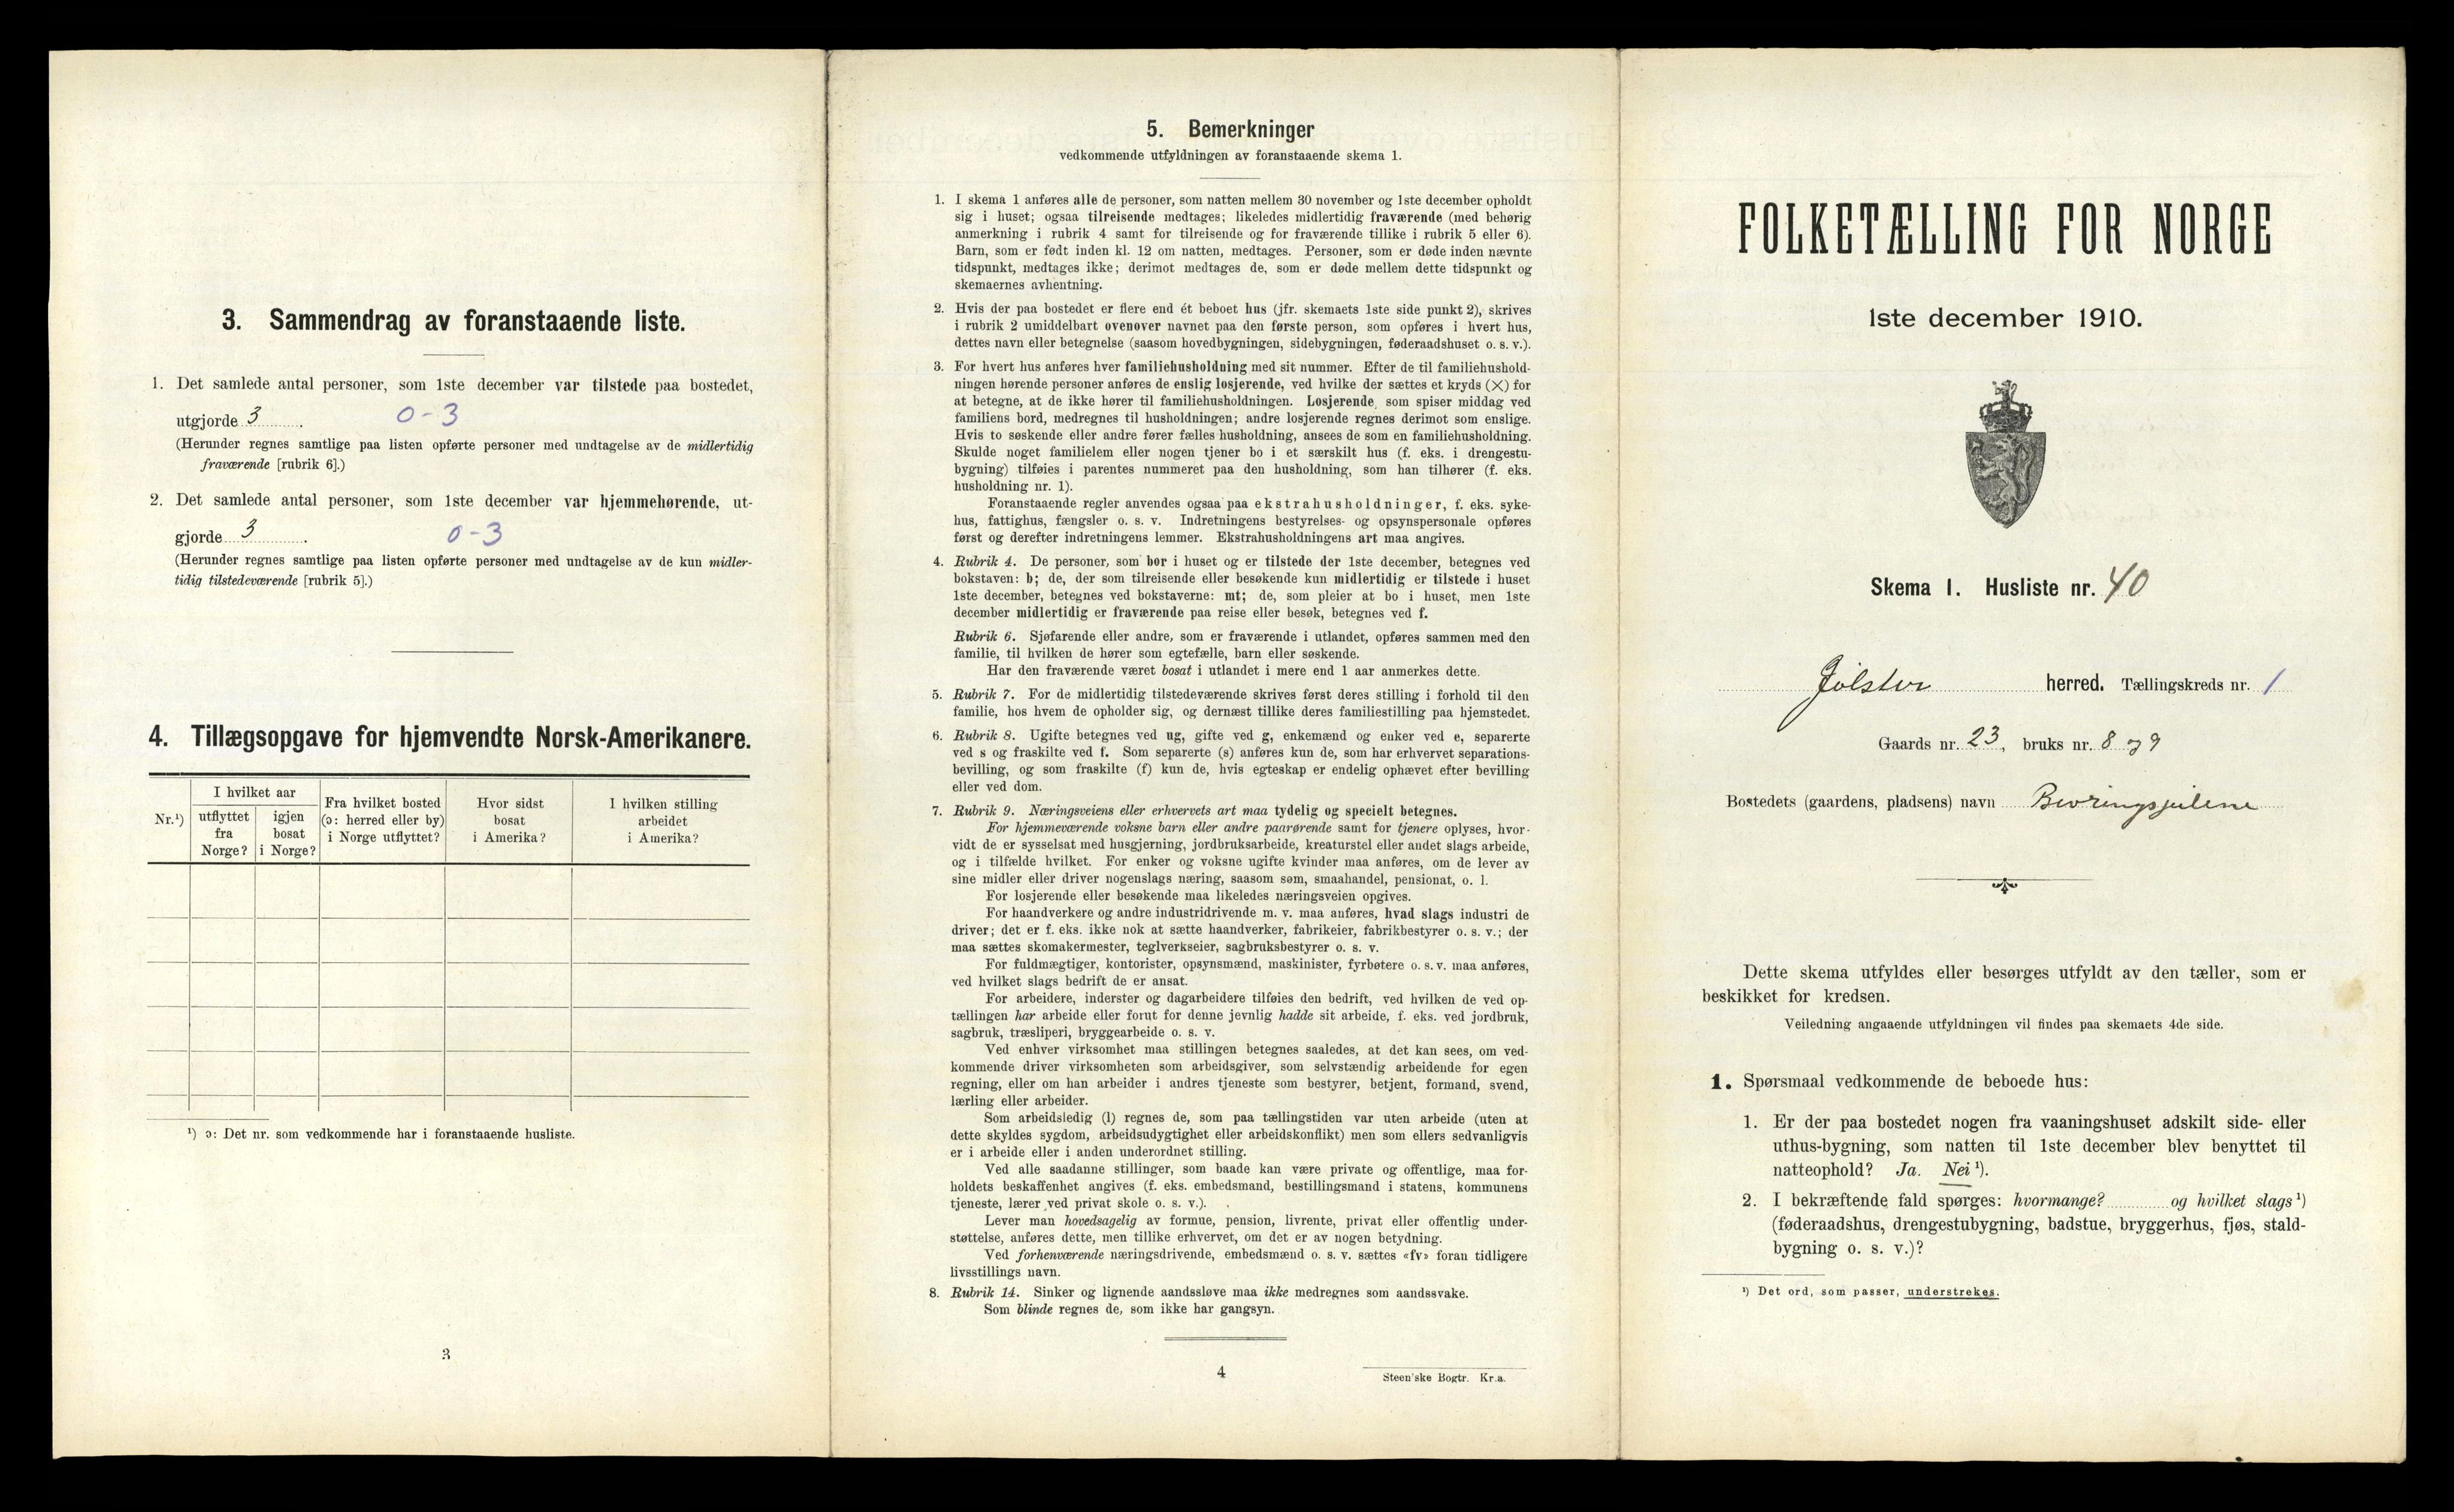 3. Sammendrag av foranstaaende liste.
1. Det samlede antal personer, som 1ste december var tilstede paa bostedet,
utgjorde 3. 0-3
(Herunder regnes samtlige paa listen opførte personer med undtagelse av de midlertidig
fraværende [rubrik 6].)
2. Det samlede antal personer, som 1ste december var hjemmehørende, ut-
gjorde 3. 0-3
(Herunder regnes samtlige paa listen opførte personer med undtagelse av de kun midler-
tidig tilstedeværende [rubrik 5].)
4. Tillægsopgave for hjemvendte Norsk-Amerikanere.
Nr.¹)
I hvilket aar
utflyttet
fra
Norge?
igjen
bosat
i Norge?
Fra hvilket bosted
(ɔ: herred eller by)
i Norge utflyttet?
Hvor sidst
bosat
i Amerika?
I hvilken stilling
arbeidet
i Amerika?
¹) ɔ: Det nr. som vedkommende har i foranstaaende husliste.
3
5. Bemerkninger
vedkommende utfyldningen av foranstaaende skema 1.
1. I skema 1 anføres alle de personer, som natten mellem 30 november og 1ste december opholdt
sig i huset; ogsaa tilreisende medtages; likeledes midlertidig fraværende (med behørig
anmerkning i rubrik 4 samt for tilreisende og for fraværende tillike i rubrik 5 eller 6).
Barn, som er født inden kl. 12 om natten, medtages. Personer, som er døde inden nævnte
tidspunkt, medtages ikke; derimot medtages de, som er døde mellem dette tidspunkt og
skemaernes avhentning.
2. Hvis der paa bostedet er flere end ét beboet hus (jfr. skemaets 1ste side punkt 2), skrives
i rubrik 2 umiddelbart ovenover navnet paa den første person, som opføres i hvert hus,
dettes navn eller betegnelse (saasom hovedbygningen, sidebygningen, føderaadshuset o. s. v.).
3. For hvert hus anføres hver familiehusholdning med sit nummer. Efter de til familiehushold-
ningen hørende personer anføres de enslig losjerende, ved hvilke der sættes et kryds (×) for
at betegne, at de ikke hører til familiehusholdningen. Losjerende, som spiser middag ved
familiens bord, medregnes til husholdningen; andre losjerende regnes derimot som enslige.
Hvis to søskende eller andre fører fælles husholdning, ansees de som en familiehusholdning.
Skulde noget familielem eller nogen tjener bo i et særskilt hus (f. eks. i drengestu-
bygning) tilføies i parentes nummeret paa den husholdning, som han tilhører (f. eks.
husholdning nr. 1).
Foranstaaende regler anvendes ogsaa paa ekstrahusholdninger, f. eks. syke-
hus, fattighus, fængsler o. s. v. Indretningens bestyrelses- og opsynspersonale opføres
først og derefter indretningens lemmer. Ekstrahusholdningens art maa angives.
4. Rubrik 4. De personer, som bor i huset og er tilstede der 1ste december, betegnes ved
bokstaven: b; de, der som tilreisende eller besøkende kun midlertidig er tilstede i huset
1ste december, betegnes ved bokstaverne: mt; de, som pleier at bo i huset, men 1ste
december midlertidig er fraværende paa reise eller besøk, betegnes ved f.
Rubrik 6. Sjøfarende eller andre, som er fraværende i utlandet, opføres sammen med den
familie, til hvilken de hører som egtefælle, barn eller søskende.
Har den fraværende været bosat i utlandet i mere end 1 aar anmerkes dette.
5. Rubrik 7. For de midlertidig tilstedeværende skrives først deres stilling i forhold til den
familie, hos hvem de opholder sig, og dernæst tillike deres familiestilling paa hjemstedet.
6. Rubrik 8. Ugifte betegnes ved ug, gifte ved g, enkemænd og enker ved e, separerte
ved s og fraskilte ved f. Som separerte (s) anføres kun de, som har erhvervet separations-
bevilling, og som fraskilte (f) kun de, hvis egteskap er endelig ophævet efter bevilling
eller ved dom.
7. Rubrik 9. Næringsveiens eller erhvervets art maa tydelig og specielt betegnes.
For hjemmeværende voksne barn eller andre paarørende samt for tjenere oplyses, hvor-
vidt de er sysselsat med husgjerning, jordbruksarbeide, kreaturstel eller andet slags arbeide,
og i tilfælde hvilket. For enker og voksne ugifte kvinder maa anføres, om de lever av
sine midler eller driver nogenslags næring, saasom søm, smaahandel, pensionat, o. l.
For losjerende eller besøkende maa likeledes næringsveien opgives.
For haandverkere og andre industridrivende m. v. maa anføres, hvad slags industri de
driver; det er f. eks. ikke nok at sætte haandverker, fabrikeier, fabrikbestyrer o. s. v.; der
maa sættes skomakermester, teglverkseier, sagbruksbestyrer o. s. v.
For fuldmægtiger, kontorister, opsynsmænd, maskinister, fyrbøtere o. s. v. maa anføres,
ved hvilket slags bedrift de er ansat.
For arbeidere, inderster og dagarbeidere tilføies den bedrift, ved hvilken de ved op-
tællingen har arbeide eller forut for denne jevnlig hadde sit arbeide, f. eks. ved jordbruk,
sagbruk, træsliperi, bryggearbeide o. s. v.
Ved enhver virksomhet maa stillingen betegnes saaledes, at det kan sees, om ved-
kommende driver virksomheten som arbeidsgiver, som selvstændig arbeidende for egen
regning, eller om han arbeider i andres tjeneste som bestyrer, betjent, formand, svend,
lærling eller arbeider.
Som arbeidsledig (l) regnes de, som paa tællingstiden var uten arbeide (uten at
dette skyldes sygdom, arbeidsudygtighet eller arbeidskonflikt) men som ellers sedvanligvis
er i arbeide eller i anden underordnet stilling.
Ved alle saadanne stillinger, som baade kan være private og offentlige, maa for-
holdets beskaffenhet angives (f. eks. embedsmand, bestillingsmand i statens, kommunens
tjeneste, lærer ved privat skole o. s. v.).
Lever man hovedsagelig av formue, pension, livrente, privat eller offentlig under-
støttelse, anføres dette, men tillike erhvervet, om det er av nogen betydning.
Ved forhenværende næringsdrivende, embedsmænd o. s. v. sættes «fv» foran tidligere
livsstillings navn.
8. Rubrik 14. Sinker og lignende aandssløve maa ikke medregnes som aandssvake.
Som blinde regnes de, som ikke har gangsyn.
4
Steen'ske Bogtr. Kr.a.
FOLKETÆLLING FOR NORGE
1ste december 1910.
Skema 1. Husliste nr. 40
Jølster herred. Tællingskreds nr. 1
Gaards nr. 23, bruks nr. 8 og 9
Bostedets (gaardens, pladsens) navn
Dette skema utfyldes eller besørges utfyldt av den tæller, som er
beskikket for kredsen.
Veiledning angaaende utfyldningen vil findes paa skemaets 4de side.
1. Spørsmaal vedkommende de beboede hus:
1. Er der paa bostedet nogen fra vaaningshuset adskilt side- eller
uthus-bygning, som natten til 1ste december blev benyttet til
natteophold? Ja. Nei ¹).
2. I bekræftende fald spørges: hvormange? og hvilket slags ¹)
(føderaadshus, drengestubygning, badstue, bryggerhus, fjøs, stald-
bygning o. s. v.)?
¹) Det ord, som passer, understrekes.